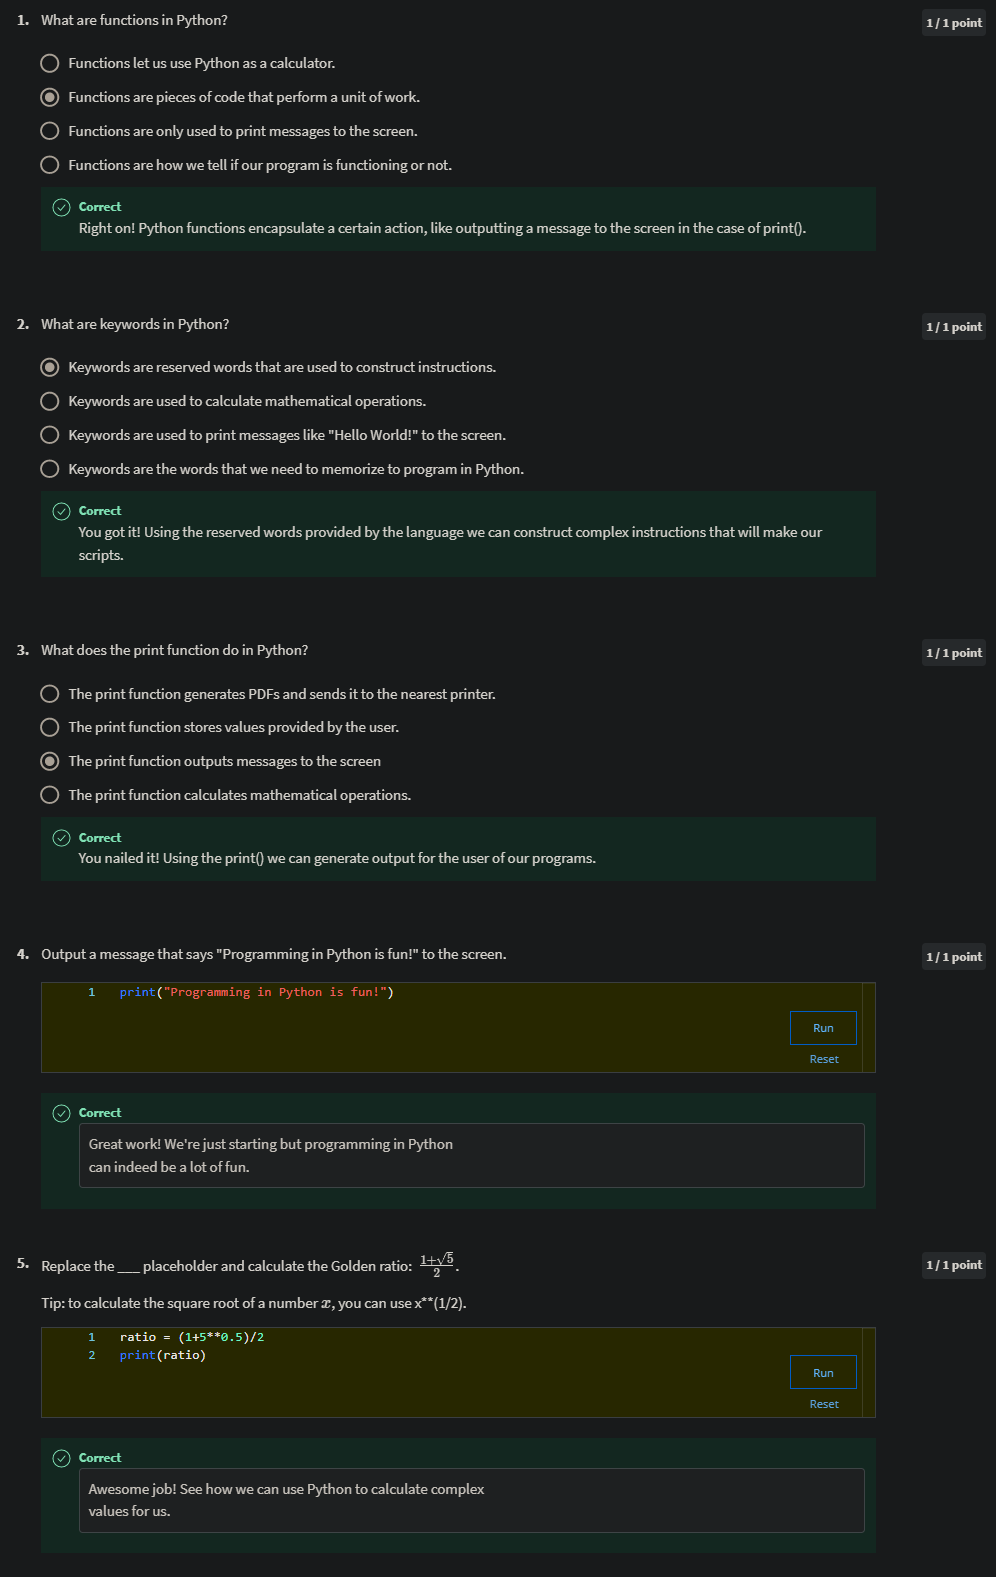 1. What are functions in Python?
1 / 1 point
Functions let us use Python as a calculator.
Functions are pieces of code that perform a unit of work.
Functions are only used to print messages to the screen.
Functions are how we tell if our program is functioning or not.
Correct
Right on! Python functions encapsulate a certain action, like outputting a message to the screen in the case of print().
2. What are keywords in Python?
1 / 1 point
Keywords are reserved words that are used to construct instructions.
Keywords are used to calculate mathematical operations.
Keywords are used to print messages like "Hello World!" to the screen.
Keywords are the words that we need to memorize to program in Python.
Correct
You got it! Using the reserved words provided by the language we can construct complex instructions that will make our
scripts.
3. What does the print function do in Python?
1 / 1 point
The print function generates PDFs and sends it to the nearest printer.
The print function stores values provided by the user.
The print function outputs messages to the screen
The print function calculates mathematical operations.
Correct
You nailed it! Using the print() we can generate output for the user of our programs.
4. Output a message that says "Programming in Python is fun!" to the screen.
1 / 1 point
1 print("Programming in Python is fun!")
Run
Reset
Correct
Great work! We're just starting but programming in Python
can indeed be a lot of fun.
5. Replace the ___ placeholder and calculate the Golden ratio: (1+√5)/2.
1 / 1 point
Tip: to calculate the square root of a number x, you can use x**(1/2).
1 ratio = (1+5**0.5)/2
2 print(ratio)
Run
Reset
Correct
Awesome job! See how we can use Python to calculate complex
values for us.